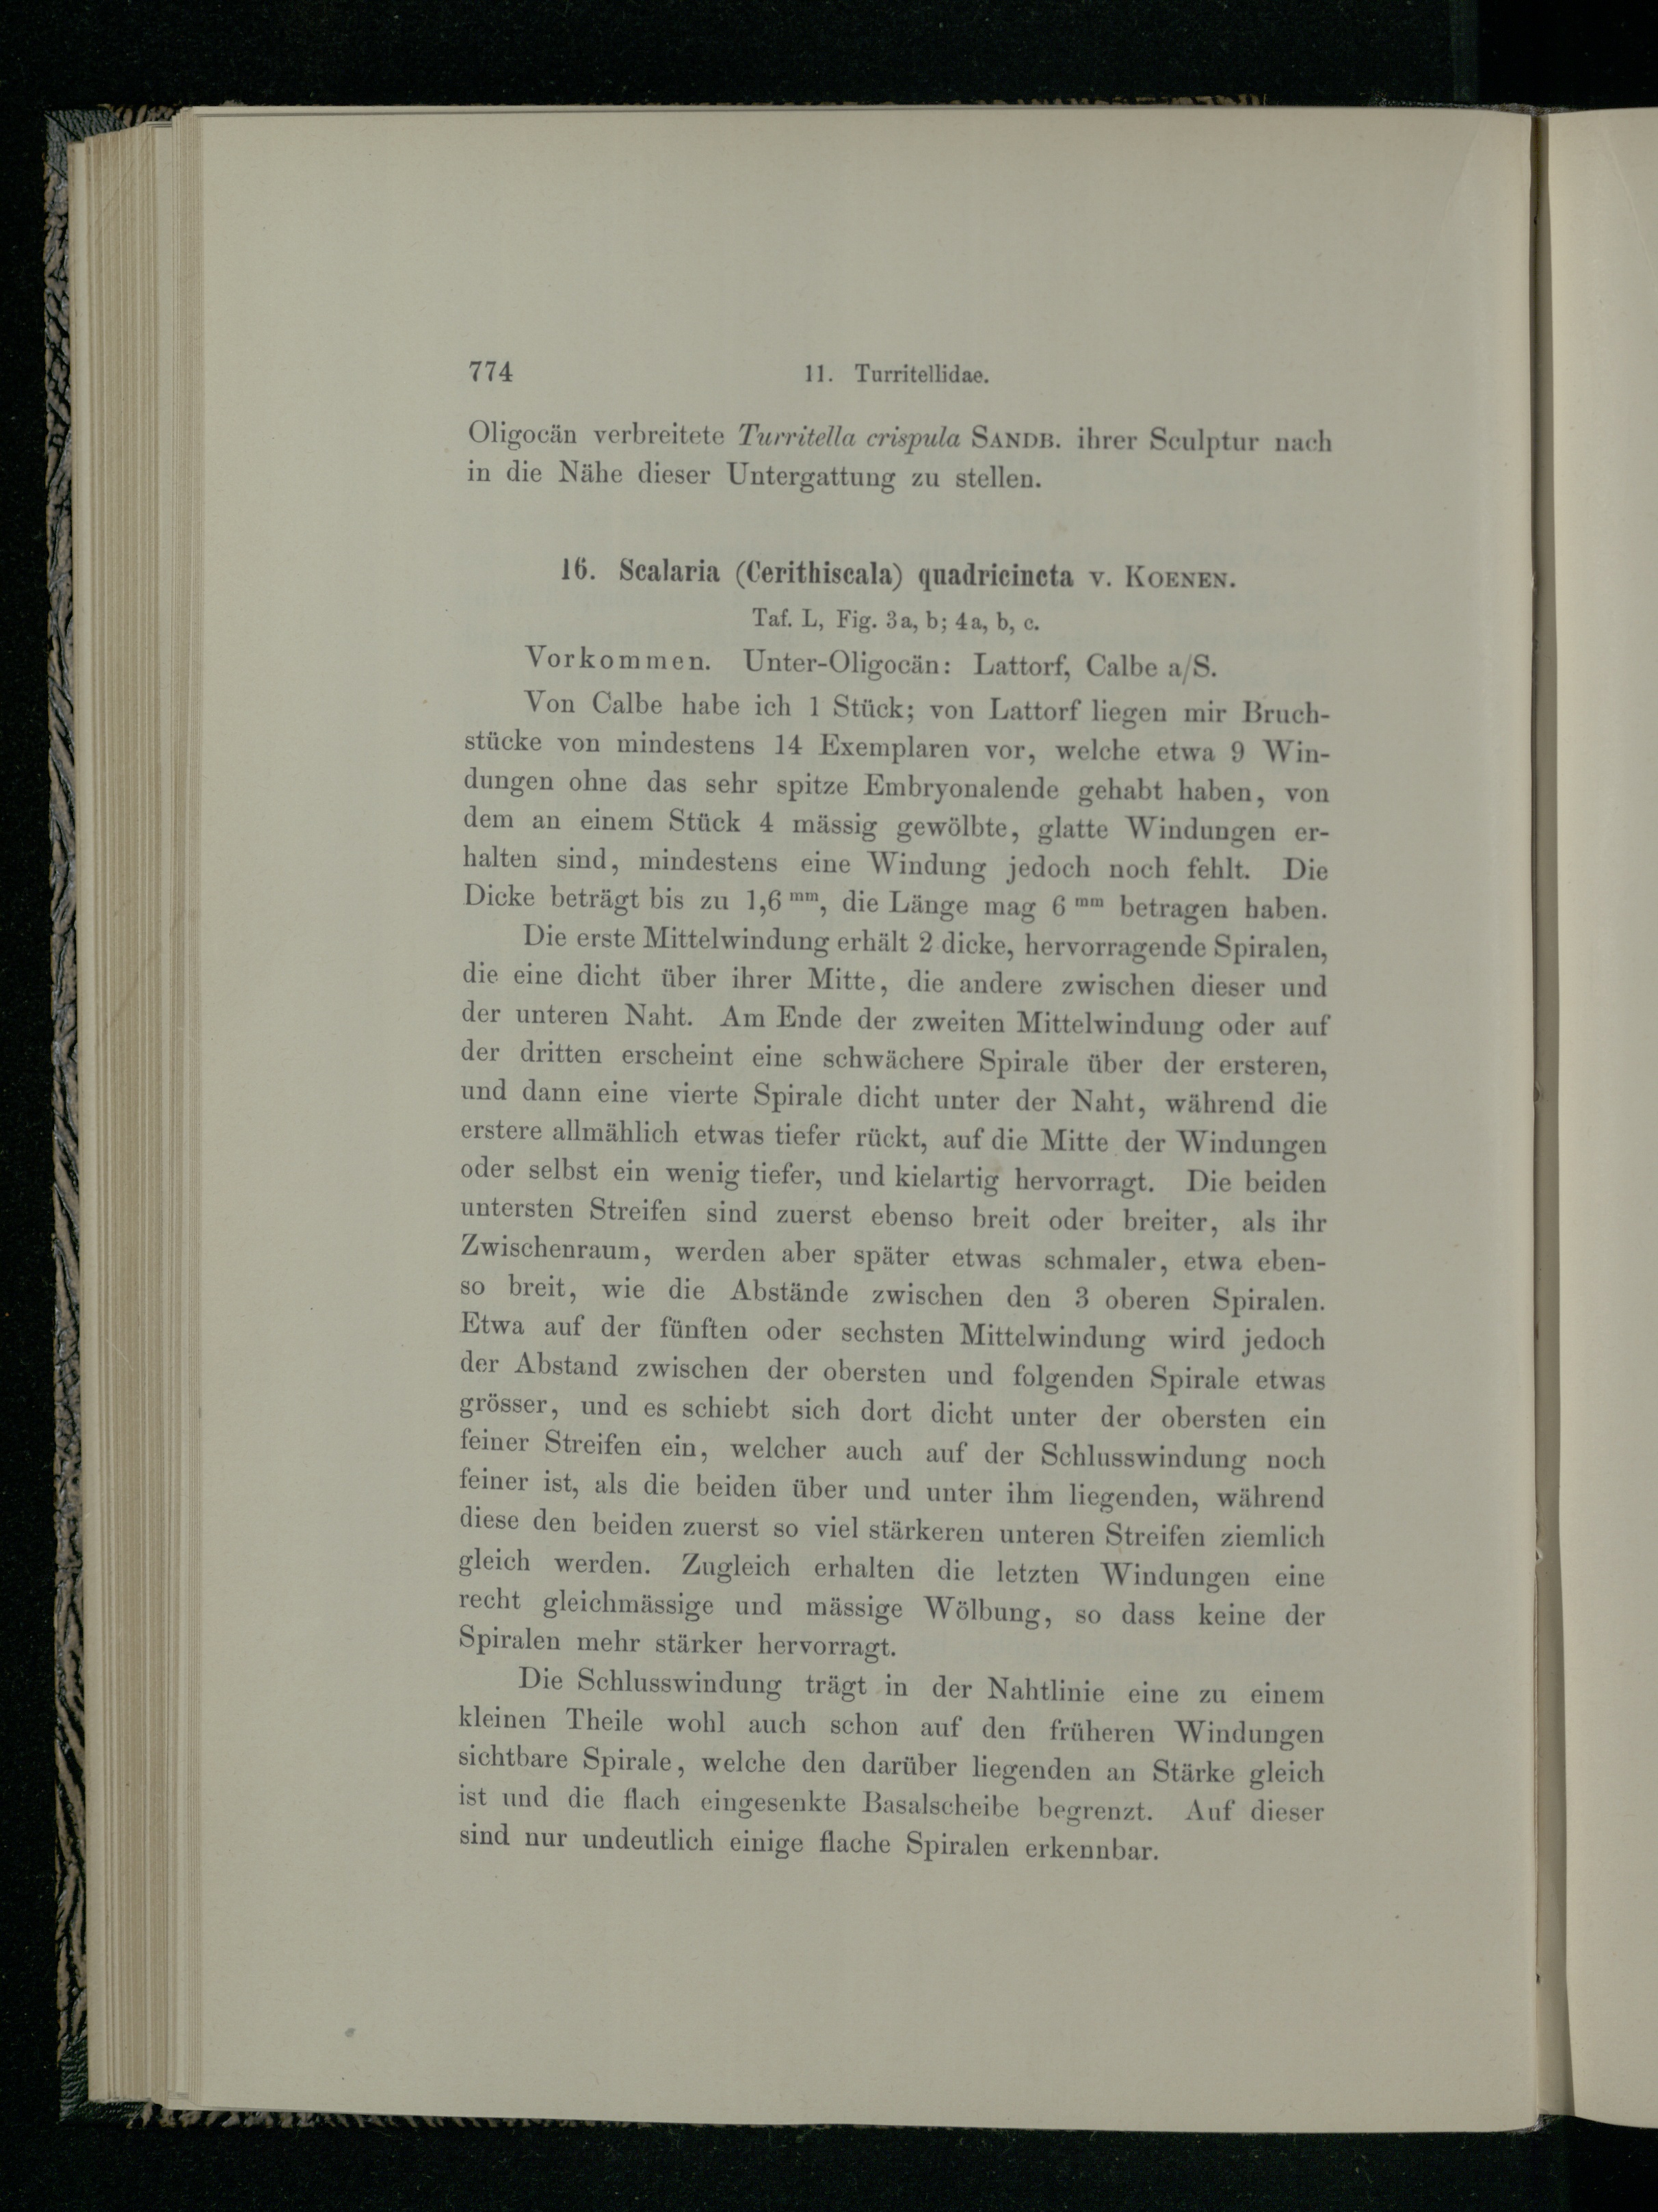 774 11. Turritellidae.
Oligocän verbreitete Turritella crispula SANDB. ihrer Sculptur nach
in die Nähe dieser Untergattung zu stellen.
16. Scalaria (Cerithiscala) quadricincta v. KOENEN.
Taf. L, Fig. 3a, b; 4a, b, c.
Vorkommen. Unter-Oligocän: Lattorf, Calbe a/S.
Von Calbe habe ich 1 Stück; von Lattorf liegen mir Bruch-
stücke von mindestens 14 Exemplaren vor, welche etwa 9 Win-
dungen ohne das sehr spitze Embryonalende gehabt haben, von
dem an einem Stück 4 mässig gewölbte, glatte Windungen er-
halten sind, mindestens eine Windung jedoch noch fehlt. Die
Dicke beträgt bis zu 1,6 mm, die Länge mag 6 mm betragen haben.
Die erste Mittelwindung erhält 2 dicke, hervorragende Spiralen,
die eine dicht über ihrer Mitte, die andere zwischen dieser und
der unteren Naht. Am Ende der zweiten Mittelwindung oder auf
der dritten erscheint eine schwächere Spirale über der ersteren,
und dann eine vierte Spirale dicht unter der Naht, während die
erstere allmählich etwas tiefer rückt, auf die Mitte der Windungen
oder selbst ein wenig tiefer, und kielartig hervorragt. Die beiden
untersten Streifen sind zuerst ebenso breit oder breiter, als ihr
Zwischenraum, werden aber später etwas schmaler, etwa eben-
so breit, wie die Abstände zwischen den 3 oberen Spiralen.
Etwa auf der fünften oder sechsten Mittelwindung wird jedoch
der Abstand zwischen der obersten und folgenden Spirale etwas
grösser, und es schiebt sich dort dicht unter der obersten ein
feiner Streifen ein, welcher auch auf der Schlusswindung noch
feiner ist, als die beiden über und unter ihm liegenden, während
diese den beiden zuerst so viel stärkeren unteren Streifen ziemlich
gleich werden. Zugleich erhalten die letzten Windungen eine
recht gleichmässige und mässige Wölbung, so dass keine der
Spiralen mehr stärker hervorragt.
Die Schlusswindung trägt in der Nahtlinie eine zu einem
kleinen Theile wohl auch schon auf den früheren Windungen
sichtbare Spirale, welche den darüber liegenden an Stärke gleich
ist und die flach eingesenkte Basalscheibe begrenzt. Auf dieser
sind nur undeutlich einige flache Spiralen erkennbar.